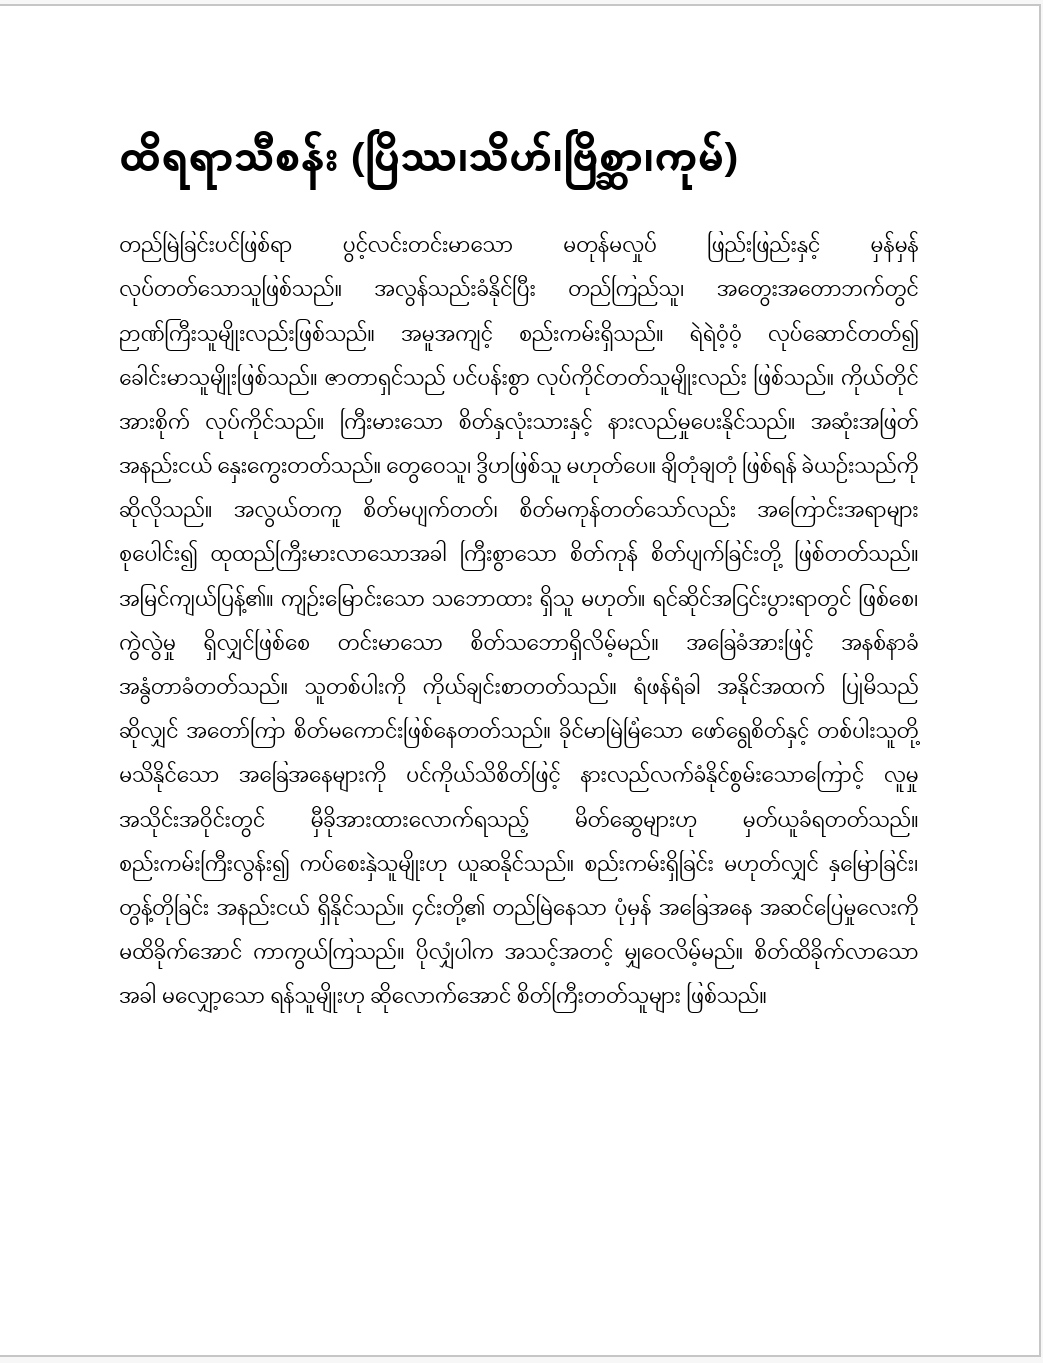 ထိရရာသီစန်း (ပြိဿ၊သိဟ်၊ဗြိစ္ဆာ၊ကုမ်)
တည်မြဲခြင်းပင်ဖြစ်ရာ ပွင့်လင်းတင်းမာသော မတုန်မလှုပ် ဖြည်းဖြည်းနှင့် မှန်မှန်
လုပ်တတ်သောသူဖြစ်သည်။ အလွန်သည်းခံနိုင်ပြီး တည်ကြည်သူ၊ အတွေးအတောဘက်တွင်
ဉာဏ်ကြီးသူမျိုးလည်းဖြစ်သည်။ အမူအကျင့် စည်းကမ်းရှိသည်။ ရဲရဲဝံ့ဝံ့ လုပ်ဆောင်တတ်၍
ခေါင်းမာသူမျိုးဖြစ်သည်။ ဇာတာရှင်သည် ပင်ပန်းစွာ လုပ်ကိုင်တတ်သူမျိုးလည်း ဖြစ်သည်။ ကိုယ်တိုင်
အားစိုက် လုပ်ကိုင်သည်။ ကြီးမားသော စိတ်နှလုံးသားနှင့် နားလည်မှုပေးနိုင်သည်။ အဆုံးအဖြတ်
အနည်းငယ် နှေးကွေးတတ်သည်။ တွေဝေသူ၊ ဒွိဟဖြစ်သူ မဟုတ်ပေ။ ချိတုံချတုံ ဖြစ်ရန် ခဲယဉ်းသည်ကို
ဆိုလိုသည်။ အလွယ်တကူ စိတ်မပျက်တတ်၊ စိတ်မကုန်တတ်သော်လည်း အကြောင်းအရာများ
စုပေါင်း၍ ထုထည်ကြီးမားလာသောအခါ ကြီးစွာသော စိတ်ကုန် စိတ်ပျက်ခြင်းတို့ ဖြစ်တတ်သည်။
အမြင်ကျယ်ပြန့်၏။ ကျဉ်းမြောင်းသော သဘောထား ရှိသူ မဟုတ်။ ရင်ဆိုင်အငြင်းပွားရာတွင် ဖြစ်စေ၊
ကွဲလွဲမှု ရှိလျှင်ဖြစ်စေ တင်းမာသော စိတ်သဘောရှိလိမ့်မည်။ အခြေခံအားဖြင့် အနစ်နာခံ
အနွံတာခံတတ်သည်။ သူတစ်ပါးကို ကိုယ်ချင်းစာတတ်သည်။ ရံဖန်ရံခါ အနိုင်အထက် ပြုမိသည်
ဆိုလျှင် အတော်ကြာ စိတ်မကောင်းဖြစ်နေတတ်သည်။ ခိုင်မာမြဲမြံသော ဖော်ရွေစိတ်နှင့် တစ်ပါးသူတို့
မသိနိုင်သော အခြေအနေများကို ပင်ကိုယ်သိစိတ်ဖြင့် နားလည်လက်ခံနိုင်စွမ်းသောကြောင့် လူမှု
အသိုင်းအဝိုင်းတွင် မှီခိုအားထားလောက်ရသည့် မိတ်ဆွေများဟု မှတ်ယူခံရတတ်သည်။
စည်းကမ်းကြီးလွန်း၍ ကပ်စေးနှဲသူမျိုးဟု ယူဆနိုင်သည်။ စည်းကမ်းရှိခြင်း မဟုတ်လျှင် နှမြောခြင်း၊
တွန့်တိုခြင်း အနည်းငယ် ရှိနိုင်သည်။ ၄င်းတို့၏ တည်မြဲနေသာ ပုံမှန် အခြေအနေ အဆင်ပြေမှုလေးကို
မထိခိုက်အောင် ကာကွယ်ကြသည်။ ပိုလျှံပါက အသင့်အတင့် မျှဝေလိမ့်မည်။ စိတ်ထိခိုက်လာသော
အခါ မလျှော့သော ရန်သူမျိုးဟု ဆိုလောက်အောင် စိတ်ကြီးတတ်သူများ ဖြစ်သည်။